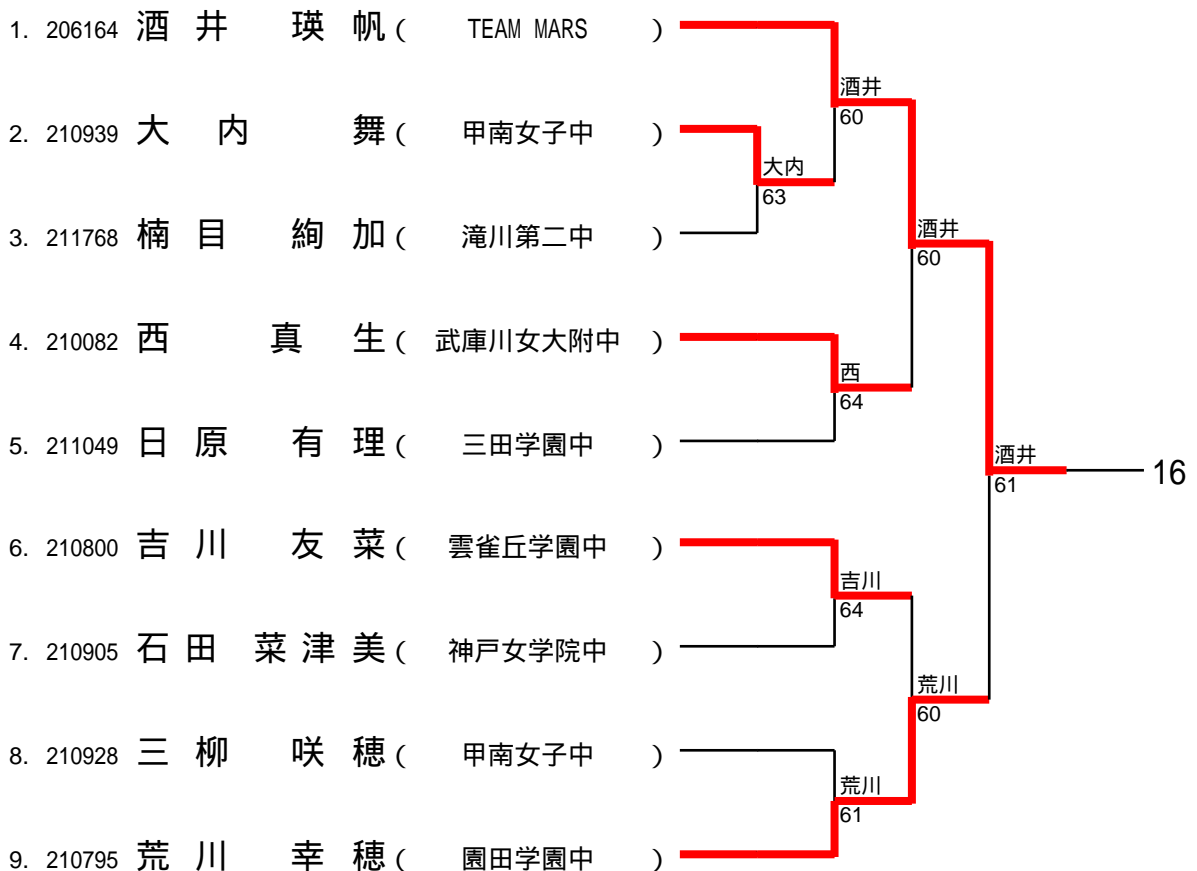 1. 206164 酒井 瑛帆 ( TEAM MARS )
酒井
60
2. 210939 大内 舞 ( 甲南女子中 )
大内
63
3. 211768 楠目 絢加 ( 滝川第二中 )
酒井
60
4. 210082 西 真生 ( 武庫川女大附中 )
西
64
5. 211049 日原 有理 ( 三田学園中 )
酒井
61
16
6. 210800 吉川 友菜 ( 雲雀丘学園中 )
吉川
64
7. 210905 石田 菜津美 ( 神戸女学院中 )
荒川
60
8. 210928 三柳 咲穂 ( 甲南女子中 )
荒川
61
9. 210795 荒川 幸穂 ( 園田学園中 )